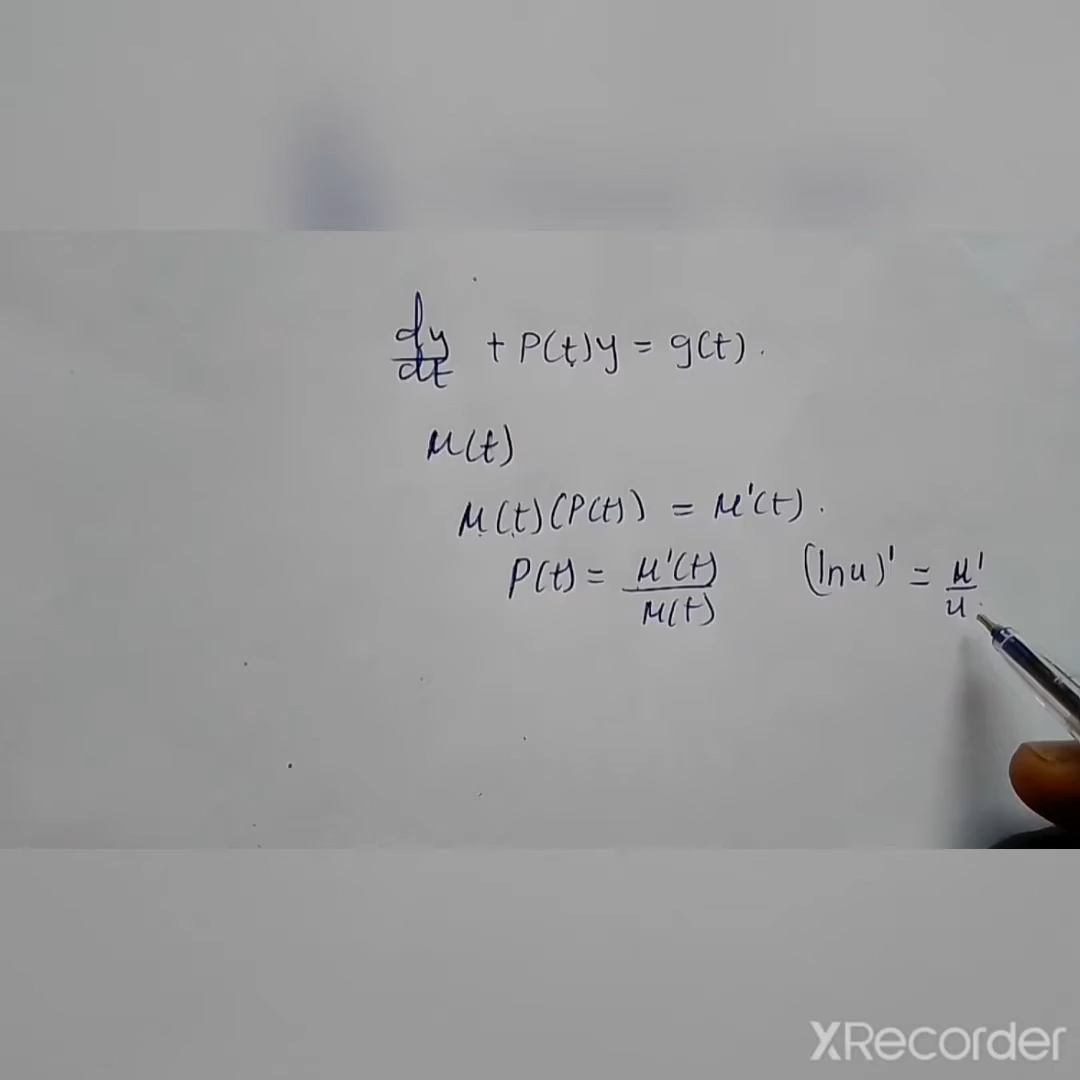 dy/dt + P(t)y = g(t).
μ(t)
μ(t)(P(t)) = μ'(t).
P(t) = μ'(t)/μ(t) (ln u)' = μ'/u
XRecorder